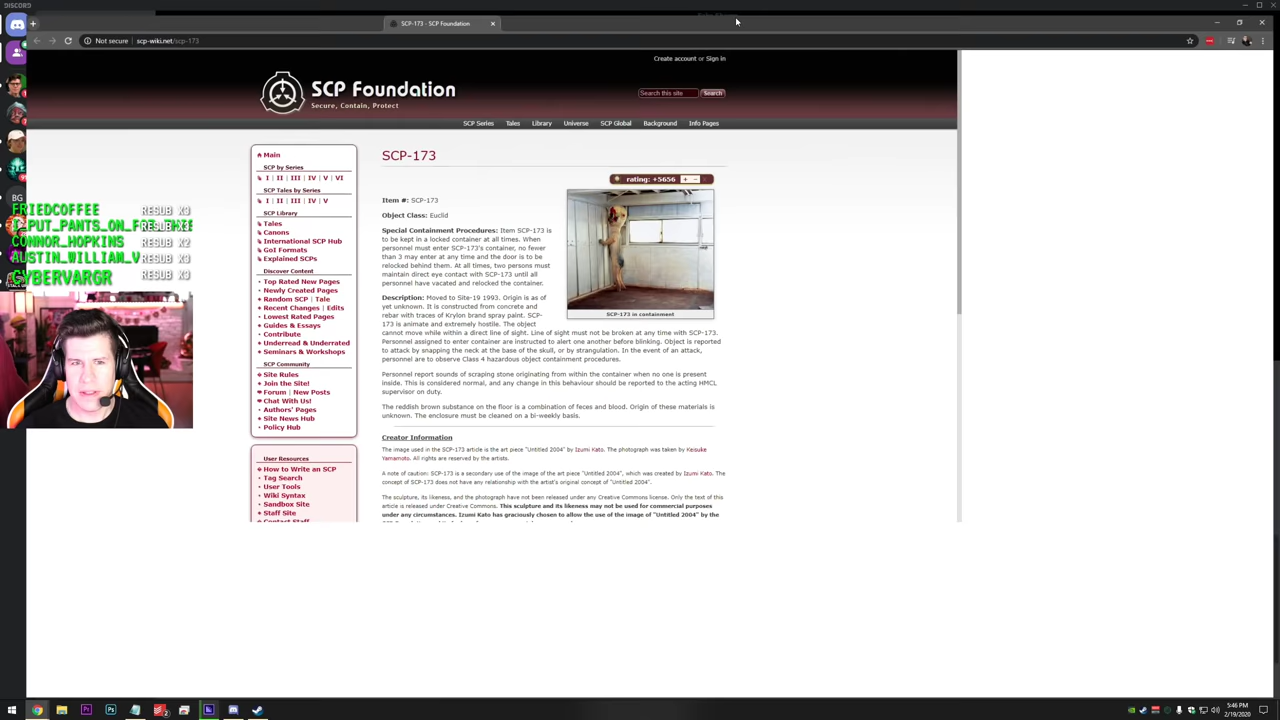 DISCORD
SCP-173 - SCP Foundation
Not secure | scp-wiki.net/scp-173
Create account or Sign in
SCP Foundation
Secure, Contain, Protect
Search this site
Search
SCP Series
Tales
Library
Universe
SCP Global
Background
Info Pages
Main
SCP by Series
I II III IV V VI
SCP Tales by Series
I II III IV V
SCP Library
Tales
Canons
International SCP Hub
GoI Formats
Explained SCPs
Discover Content
Top Rated New Pages
Newly Created Pages
Random SCP | Tale
Recent Changes | Edits
Lowest Rated Pages
Guides & Essays
Contribute
Underread & Underrated
Seminars & Workshops
SCP Community
Site Rules
Join the Site!
Forum | New Posts
Chat With Us!
Authors' Pages
Site News Hub
Policy Hub
User Resources
How to Write an SCP
Tag Search
User Tools
Wiki Syntax
Sandbox Site
Staff Site
Contact Staff
SCP-173
rating: +5656 + −
Item #: SCP-173
Object Class: Euclid
Special Containment Procedures: Item SCP-173 is
to be kept in a locked container at all times. When
personnel must enter SCP-173's container, no fewer
than 3 may enter at any time and the door is to be
relocked behind them. At all times, two persons must
maintain direct eye contact with SCP-173 until all
personnel have vacated and relocked the container.
SCP-173 in containment
Description: Moved to Site-19 1993. Origin is as of
yet unknown. It is constructed from concrete and
rebar with traces of Krylon brand spray paint. SCP-
173 is animate and extremely hostile. The object
cannot move while within a direct line of sight. Line of sight must not be broken at any time with SCP-173.
Personnel assigned to enter container are instructed to alert one another before blinking. Object is reported
to attack by snapping the neck at the base of the skull, or by strangulation. In the event of an attack,
personnel are to observe Class 4 hazardous object containment procedures.
Personnel report sounds of scraping stone originating from within the container when no one is present
inside. This is considered normal, and any change in this behaviour should be reported to the acting HMCL
supervisor on duty.
The reddish brown substance on the floor is a combination of feces and blood. Origin of these materials is
unknown. The enclosure must be cleaned on a bi-weekly basis.
Creator Information
The image used in the SCP-173 article is the art piece "Untitled 2004" by Izumi Kato. The photograph was taken by Keisuke
Yamamoto. All rights are reserved by the artists.
A note of caution: SCP-173 is a secondary use of the image of the art piece "Untitled 2004", which was created by Izumi Kato. The
concept of SCP-173 does not have any relationship with the artist's original concept of "Untitled 2004".
The sculpture, its likeness, and the photograph have not been released under any Creative Commons license. Only the text of this
article is released under Creative Commons. This sculpture and its likeness may not be used for commercial purposes
under any circumstances. Izumi Kato has graciously chosen to allow the use of the image of "Untitled 2004" by the
BG
FRIEDCOFFEE RESUB X3
RESUB X3
CONNOR_HOPKINS RESUB X2
AUSTIN_WILLIAM_V RESUB X3
CYBERVARGR RESUB X3
5:46 PM
2/19/2020